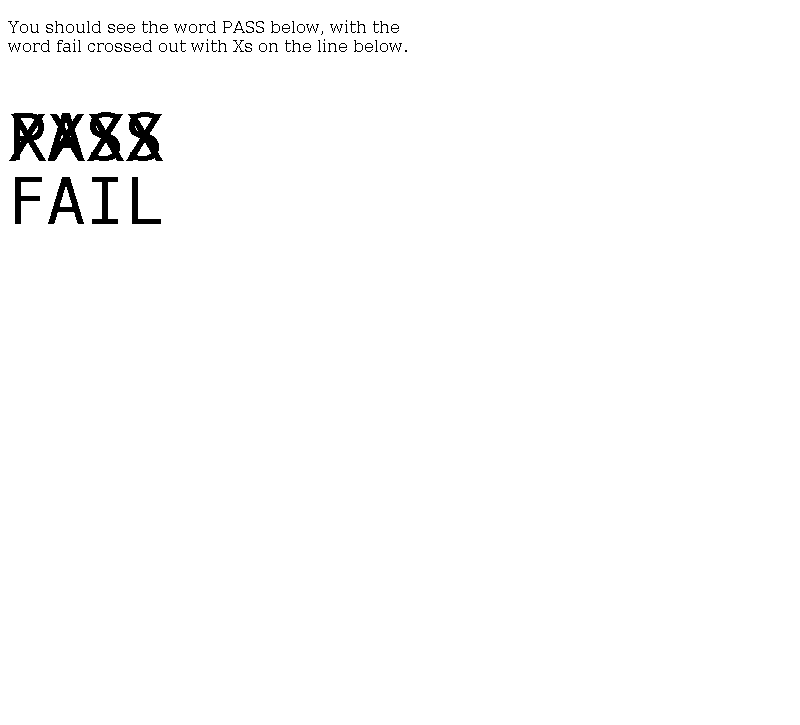 You should see the word PASS below, with the
word fail crossed out with Xs on the line below.
PASS
FAIL